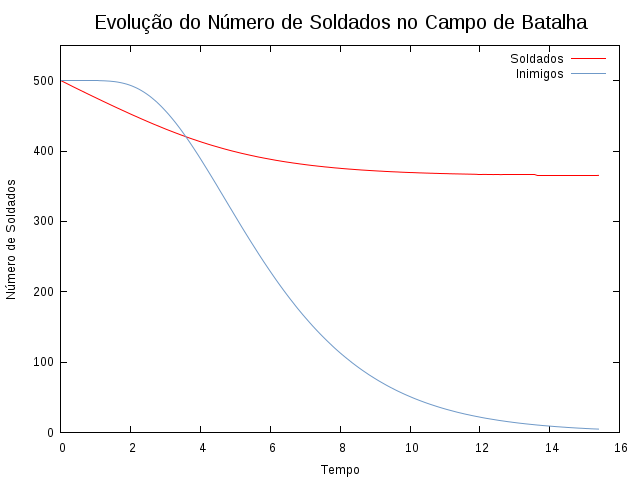 Evolução do Número de Soldados no Campo de Batalha
Soldados
Inimigos
500
400
300
200
100
0
Número de Soldados
0 2 4 6 8 10 12 14 16
Tempo